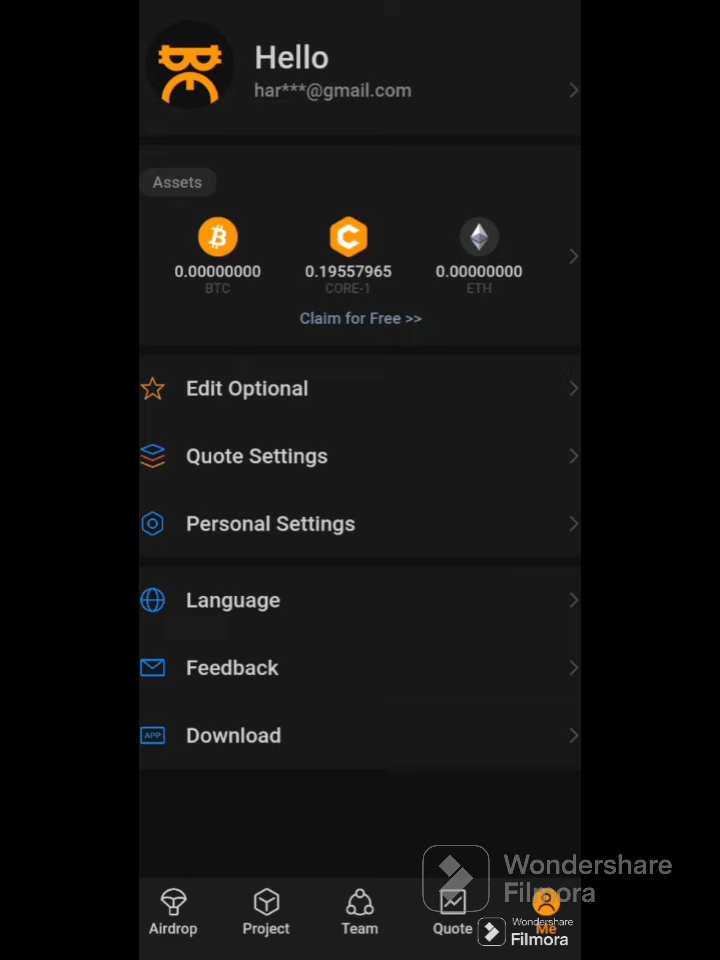 Hello
har***@gmail.com
Assets
0.00000000 0.19557965 0.00000000
BTC CORE-1 ETH
Claim for Free >>
Edit Optional
Quote Settings
Personal Settings
Language
Feedback
APP Download
Wondershare
Filmora
Airdrop Project Team Quote Me
Wondershare
Filmora